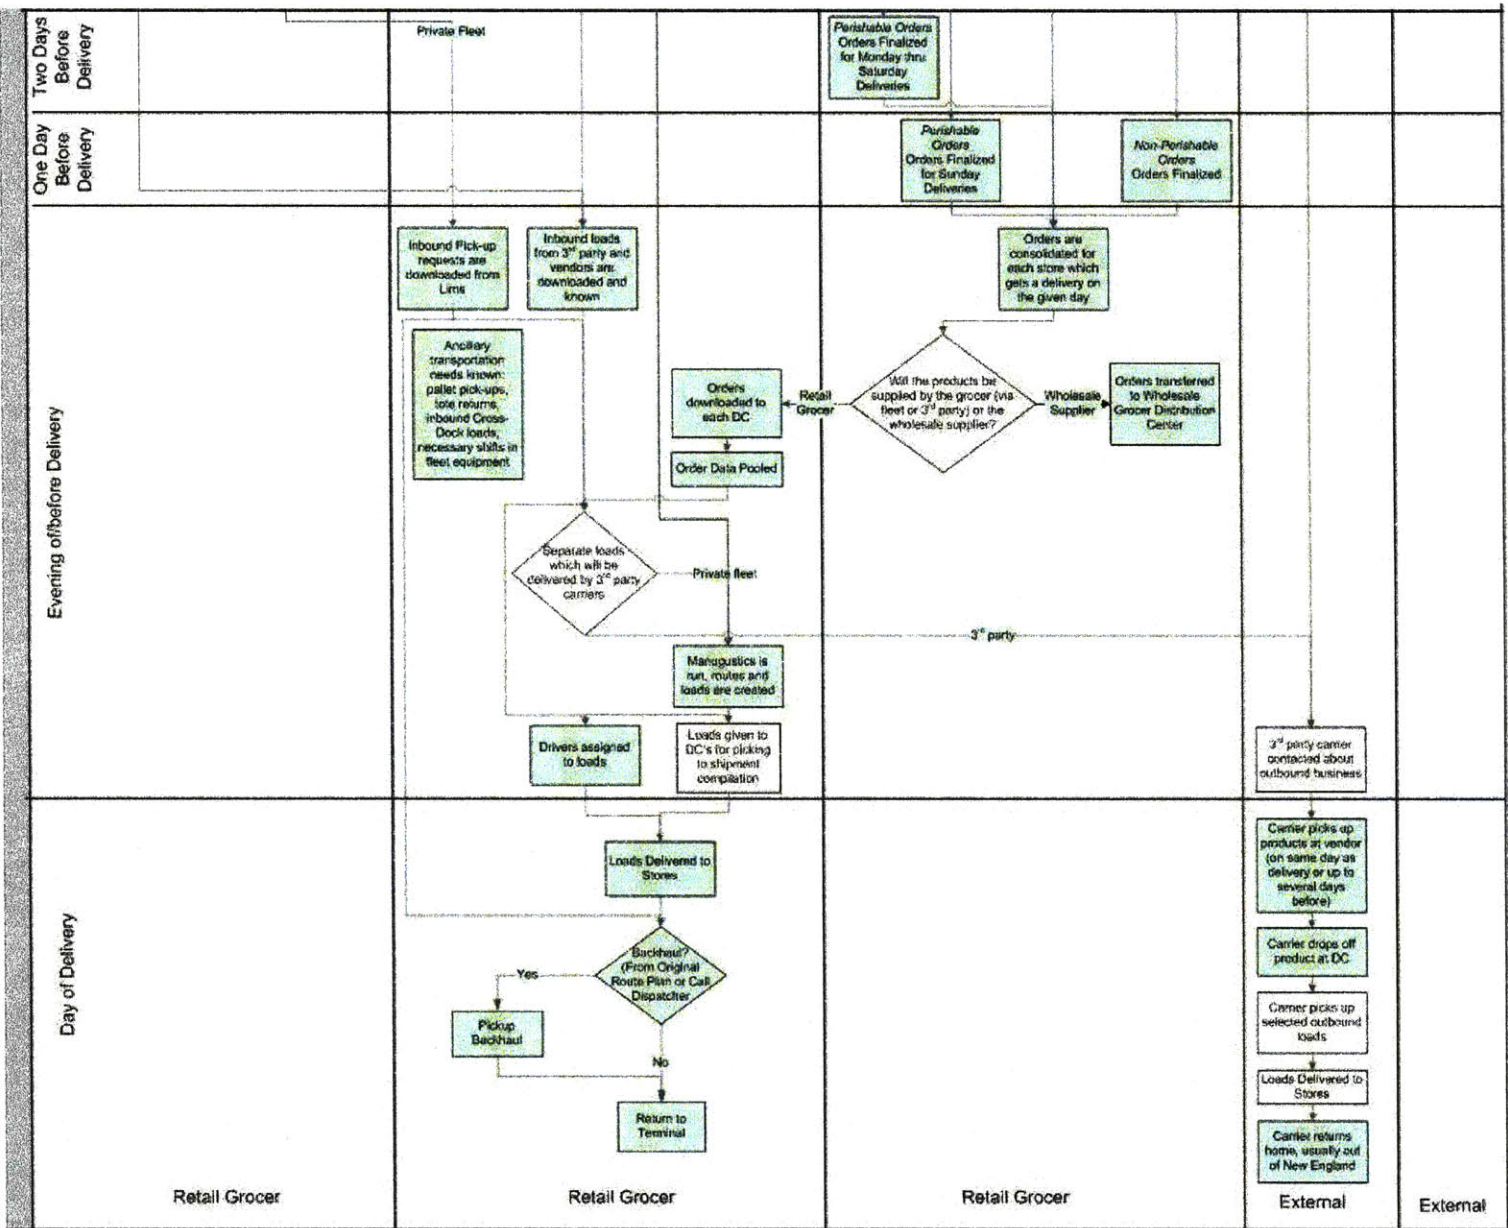 Two Days
Before
Delivery
Private Fleet
Perishable Orders
Orders Finalized
for Monday thru
Saturday
Deliveries
One Day
Before
Delivery
Perishable
Orders
Orders Finalized
for Sunday
Deliveries
Non-Perishable
Orders
Orders Finalized
Evening of/before Delivery
Inbound Pick-up
requests are
downloaded from
Lims
Inbound loads
from 3rd party and
vendors are
downloaded and
known
Orders are
consolidated for
each store which
gets a delivery on
the given day
Ancillary
transportation
needs known:
pallet pick-ups,
tote returns,
inbound Cross-
Dock loads,
necessary shifts in
fleet equipment
Orders
downloaded to
each DC
Retail
Grocer
Will the products be
supplied by the grocer (via
fleet or 3rd party) or the
wholesale supplier?
Wholesale
Supplier
Orders transferred
to Wholesale
Grocer Distribution
Center
Order Data Pooled
Separate loads
which will be
delivered by 3rd party
carriers
Private fleet
3rd party
Manugustics is
run, routes and
loads are created
Drivers assigned
to loads
Loads given to
DC's for picking
to shipment
compilation
3rd party carrier
contacted about
outbound business
Day of Delivery
Loads Delivered to
Stores
Carrier picks up
products at vendor
(on same day as
delivery or up to
several days
before)
Backhaul?
(From Original
Route Plan or Call
Dispatcher
Yes
Carrier drops off
product at DC
Pickup
Backhaul
Carrier picks up
selected outbound
loads
No
Loads Delivered to
Stores
Return to
Terminal
Carrier returns
home, usually out
of New England
Retail Grocer
Retail Grocer
Retail Grocer
External
External